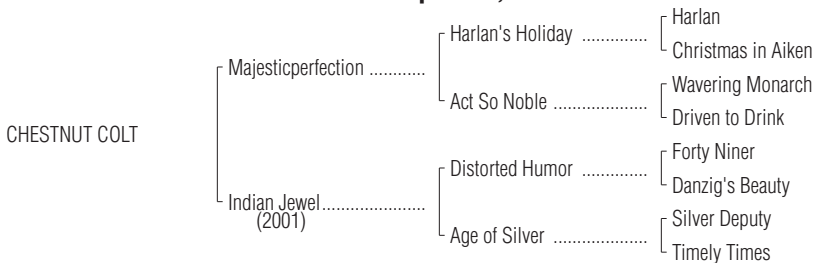 Harlan
Harlan's Holiday ..............
Christmas in Aiken
Majesticperfection ............
Wavering Monarch
Act So Noble .....................
Driven to Drink
CHESTNUT COLT
Forty Niner
Distorted Humor ...............
Danzig's Beauty
Indian Jewel.......................
(2001)
Silver Deputy
Age of Silver .....................
Timely Times